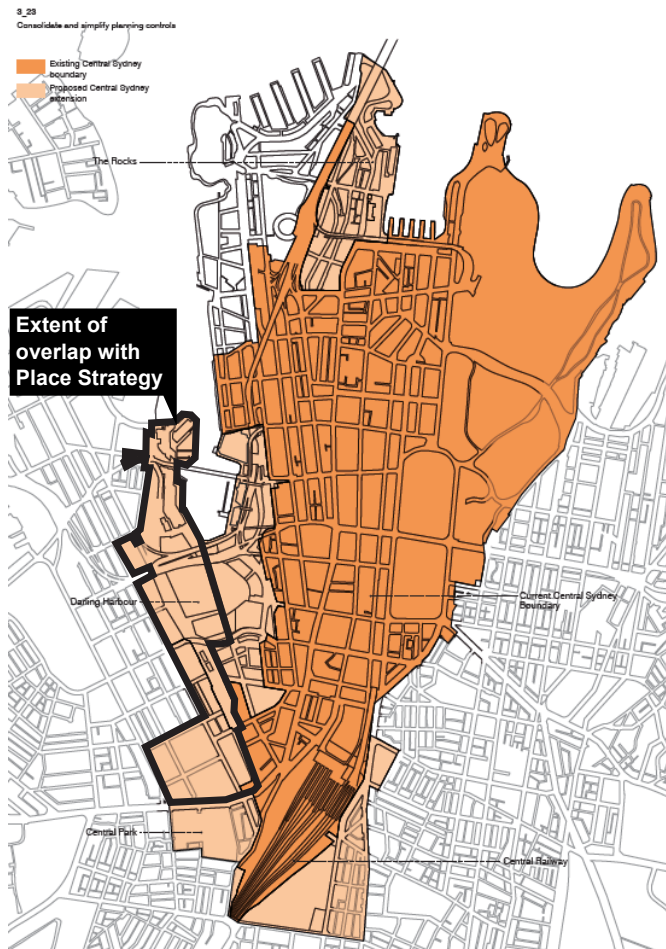 3_23
Consolidate and simplify planning controls
Existing Central Sydney
boundary
Proposed Central Sydney
extension
The Rocks
Extent of
overlap with
Place Strategy
Darling Harbour
Current Central Sydney
Boundary
Central Park
Central Railway